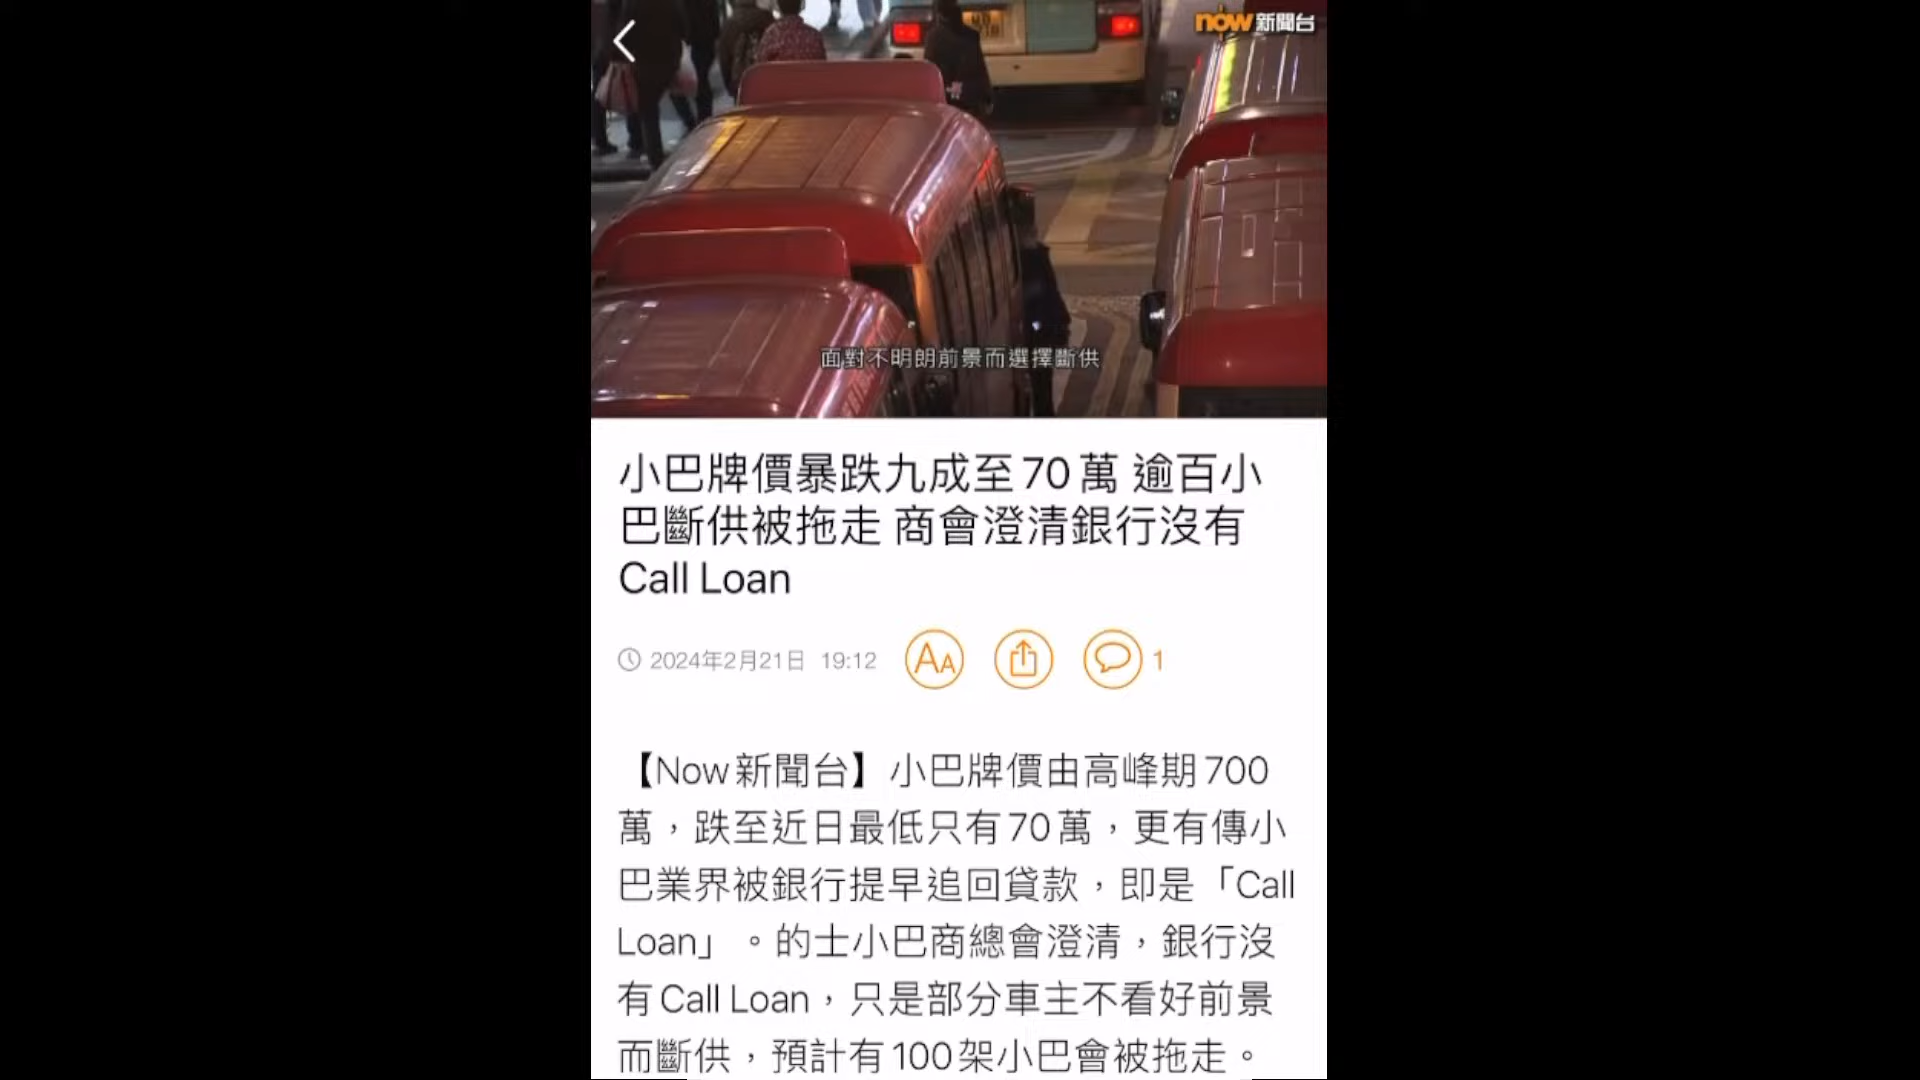 now新聞台
面對不明朗前景而選擇斷供
小巴牌價暴跌九成至70萬 逾百小
巴斷供被拖走 商會澄清銀行沒有
Call Loan
2024年2月21日 19:12 AA 1
【Now新聞台】小巴牌價由高峰期700
萬，跌至近日最低只有70萬，更有傳小
巴業界被銀行提早追回貸款，即是「Call
Loan」。的士小巴商總會澄清，銀行沒
有Call Loan，只是部分車主不看好前景
而斷供，預計有100架小巴會被拖走。